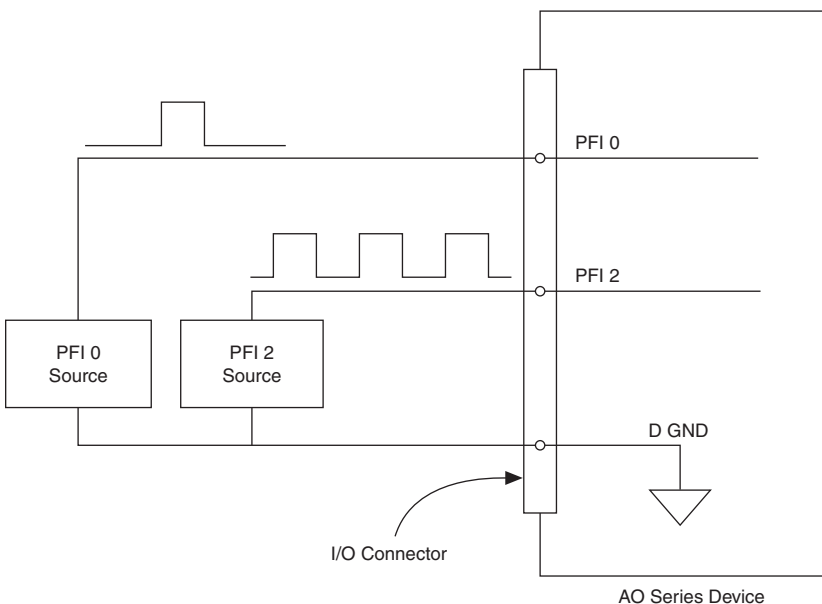 PFI 0
PFI 2
PFI 0
Source
PFI 2
Source
D GND
I/O Connector
AO Series Device